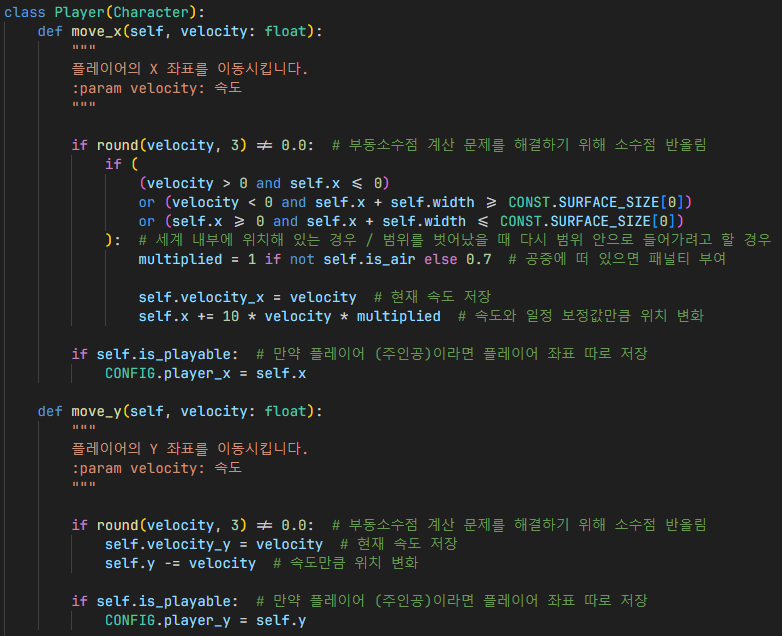 class Player(Character):
    def move_x(self, velocity: float):
        """
        플레이어의 X 좌표를 이동시킵니다.
        :param velocity: 속도
        """

        if round(velocity, 3) != 0.0:  # 부동소수점 계산 문제를 해결하기 위해 소수점 반올림
            if (
                (velocity > 0 and self.x <= 0)
                or (velocity < 0 and self.x + self.width >= CONST.SURFACE_SIZE[0])
                or (self.x >= 0 and self.x + self.width <= CONST.SURFACE_SIZE[0])
            ):  # 세계 내부에 위치해 있는 경우 / 범위를 벗어났을 때 다시 범위 안으로 들어가려고 할 경우
                multiplied = 1 if not self.is_air else 0.7  # 공중에 떠 있으면 패널티 부여

                self.velocity_x = velocity  # 현재 속도 저장
                self.x += 10 * velocity * multiplied  # 속도와 일정 보정값만큼 위치 변화

        if self.is_playable:  # 만약 플레이어 (주인공)이라면 플레이어 좌표 따로 저장
            CONFIG.player_x = self.x

    def move_y(self, velocity: float):
        """
        플레이어의 Y 좌표를 이동시킵니다.
        :param velocity: 속도
        """

        if round(velocity, 3) != 0.0:  # 부동소수점 계산 문제를 해결하기 위해 소수점 반올림
            self.velocity_y = velocity  # 현재 속도 저장
            self.y -= velocity  # 속도만큼 위치 변화

        if self.is_playable:  # 만약 플레이어 (주인공)이라면 플레이어 좌표 따로 저장
            CONFIG.player_y = self.y